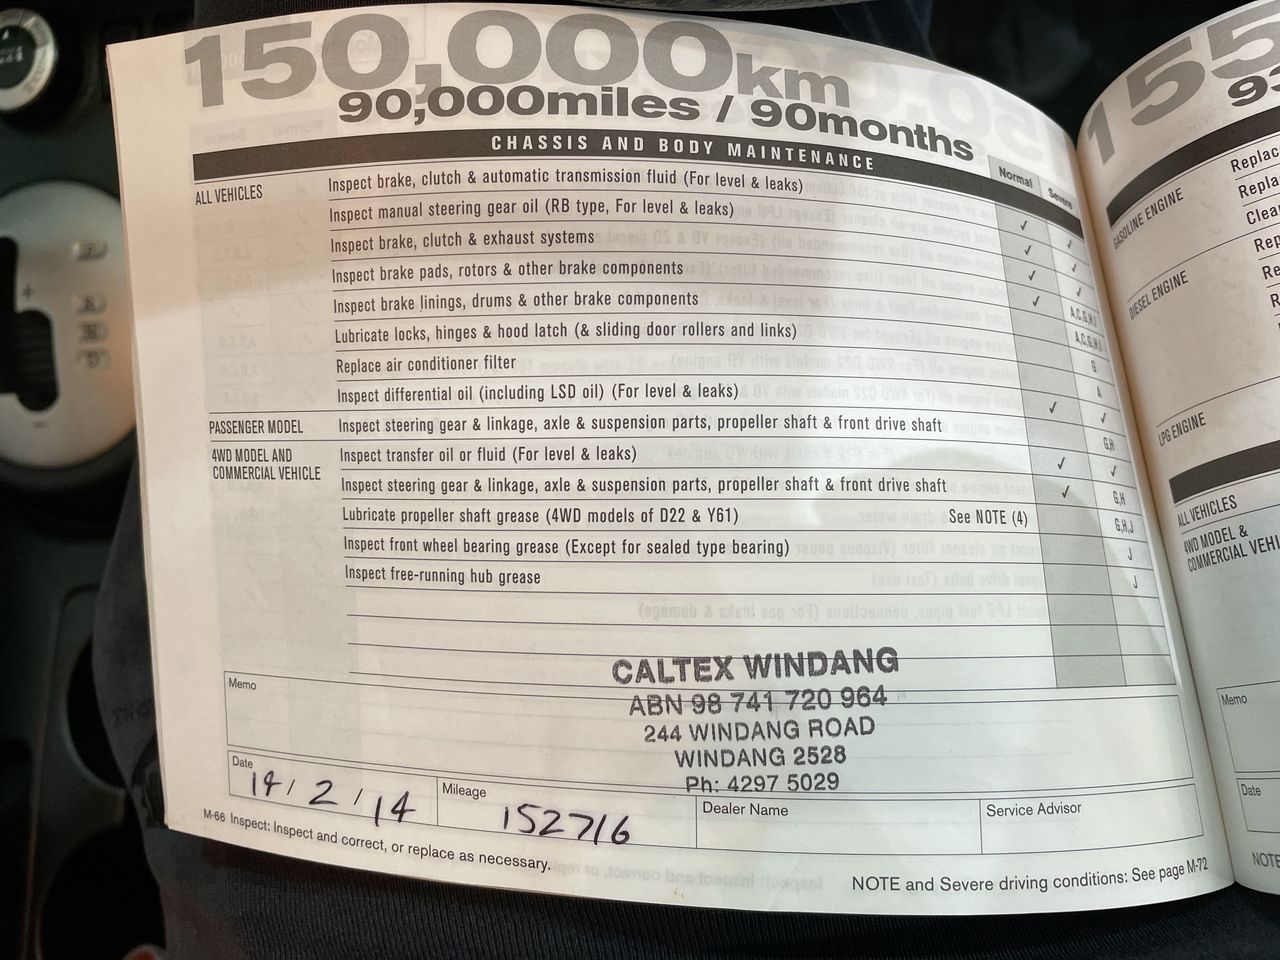 150,000km
90,000miles / 90months
CHASSIS AND BODY MAINTENANCE
Normal Severe
ALL VEHICLES
Inspect brake, clutch & automatic transmission fluid (For level & leaks) ✓ ✓
Inspect manual steering gear oil (RB type, For level & leaks) ✓ ✓
Inspect brake, clutch & exhaust systems ✓ ✓
Inspect brake pads, rotors & other brake components ✓ A,C,G,H,I
Inspect brake linings, drums & other brake components A,C,G,H,I
Lubricate locks, hinges & hood latch (& sliding door rollers and links) G
Replace air conditioner filter A
Inspect differential oil (including LSD oil) (For level & leaks) ✓ ✓
PASSENGER MODEL
Inspect steering gear & linkage, axle & suspension parts, propeller shaft & front drive shaft G,H
4WD MODEL AND
COMMERCIAL VEHICLE
Inspect transfer oil or fluid (For level & leaks) ✓ ✓
Inspect steering gear & linkage, axle & suspension parts, propeller shaft & front drive shaft ✓ G,H
Lubricate propeller shaft grease (4WD models of D22 & Y61) See NOTE (4) G,H,J
Inspect front wheel bearing grease (Except for sealed type bearing) J
Inspect free-running hub grease J
CALTEX WINDANG
ABN 98 741 720 964
244 WINDANG ROAD
WINDANG 2528
Ph: 4297 5029
Memo
Date
14/2/14
Mileage
152716
Dealer Name
Service Advisor
M-66 Inspect: Inspect and correct, or replace as necessary.
NOTE and Severe driving conditions: See page M-72
155
93
GASOLINE ENGINE
DIESEL ENGINE
LPG ENGINE
ALL VEHICLES
4WD MODEL &
Memo
Date
NOTE